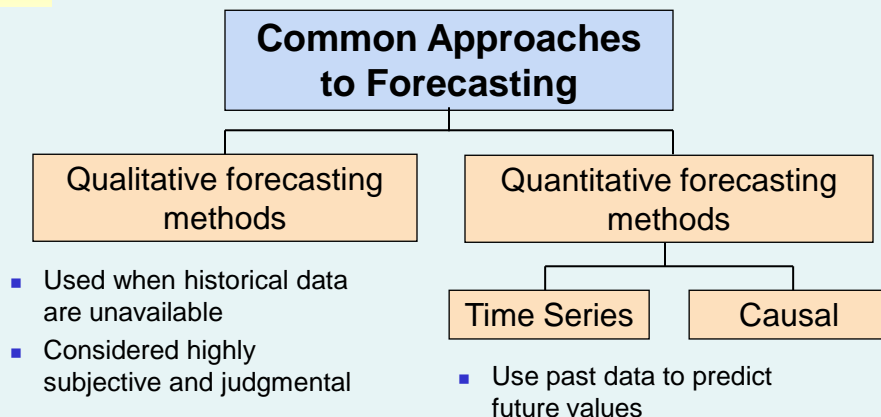 Common Approaches
to Forecasting
Qualitative forecasting
methods
Quantitative forecasting
methods
Used when historical data
are unavailable
Considered highly
subjective and judgmental
Time Series
Causal
Use past data to predict
future values